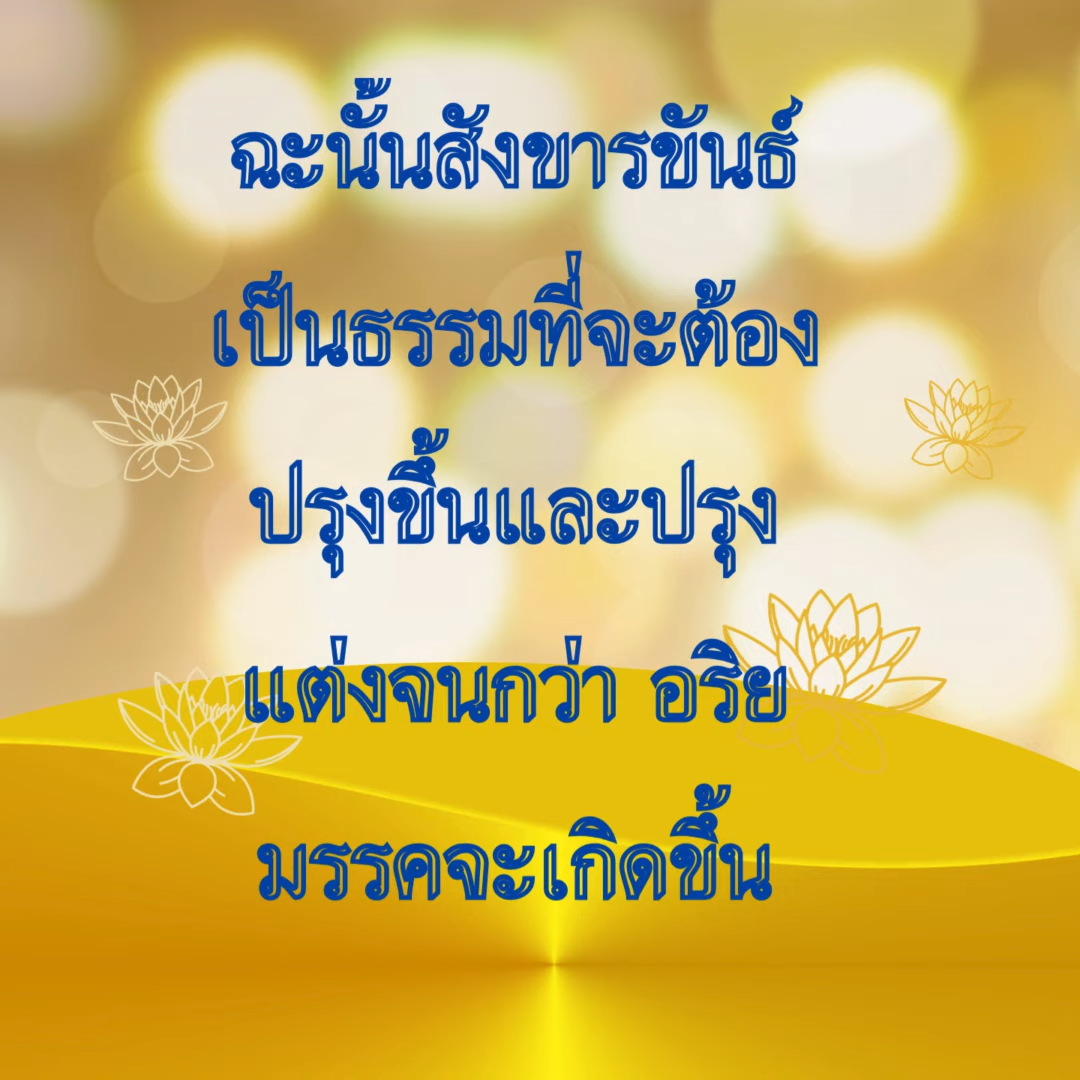 ฉะนั้นสังขารขันธ์
เป็นธรรมที่จะต้อง
ปรุงขึ้นและปรุง
แต่งจนกว่า อริย
มรรคจะเกิดขึ้น